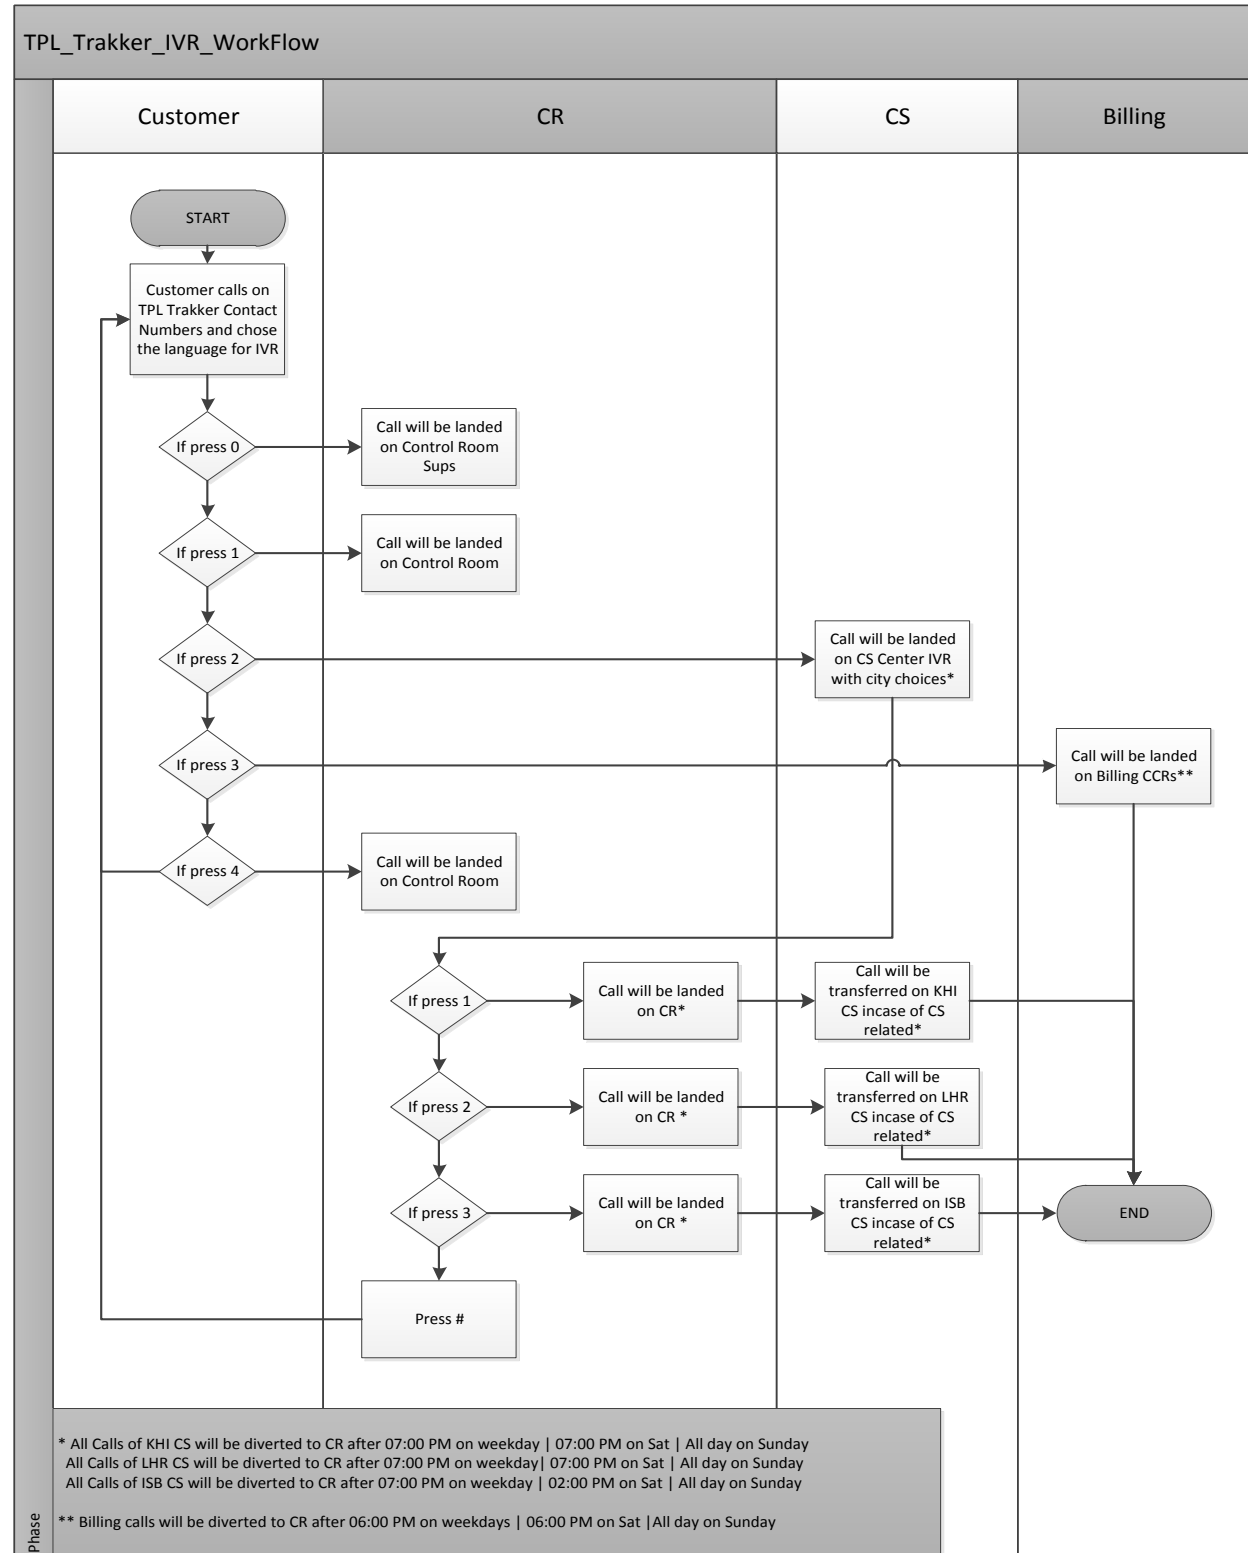 TPL_Trakker_IVR_WorkFlow
Customer
CR
CS
Billing
START
Customer calls on
TPL Trakker Contact
Numbers and chose
the language for IVR
If press 0
Call will be landed
on Control Room
Sups
If press 1
Call will be landed
on Control Room
If press 2
Call will be landed
on CS Center IVR
with city choices*
If press 3
Call will be landed
on Billing CCRs**
If press 4
Call will be landed
on Control Room
If press 1
Call will be landed
on CR*
Call will be
transferred on KHI
CS incase of CS
related*
If press 2
Call will be landed
on CR *
Call will be
transferred on LHR
CS incase of CS
related*
If press 3
Call will be landed
on CR *
Call will be
transferred on ISB
CS incase of CS
related*
END
Press #
* All Calls of KHI CS will be diverted to CR after 07:00 PM on weekday | 07:00 PM on Sat | All day on Sunday
All Calls of LHR CS will be diverted to CR after 07:00 PM on weekday| 07:00 PM on Sat | All day on Sunday
All Calls of ISB CS will be diverted to CR after 07:00 PM on weekday | 02:00 PM on Sat | All day on Sunday
** Billing calls will be diverted to CR after 06:00 PM on weekdays | 06:00 PM on Sat |All day on Sunday
Phase